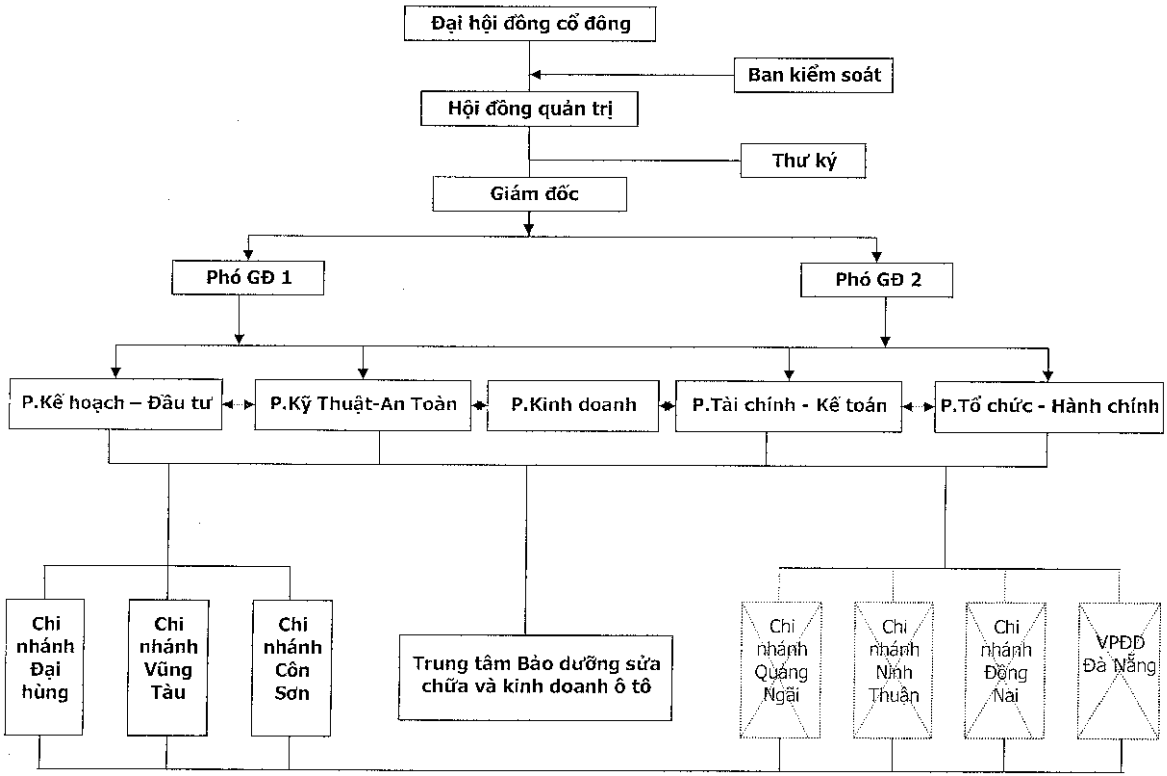 Đại hội đồng cổ đông
Ban kiểm soát
Hội đồng quản trị
Thư ký
Giám đốc
Phó GĐ 1
Phó GĐ 2
P.Kế hoạch – Đầu tư
P.Kỹ Thuật-An Toàn
P.Kinh doanh
P.Tài chính - Kế toán
P.Tổ chức - Hành chính
Chi
nhánh
Đại
hùng
Chi
nhánh
Vũng
Tàu
Chi
nhánh
Côn
Sơn
Trung tâm Bảo dưỡng sửa
chữa và kinh doanh ô tô
Chi
nhánh
Quảng
Ngãi
Chi
nhánh
Ninh
Thuận
Chi
nhánh
Đồng
Nai
VPĐD
Đà Nẵng